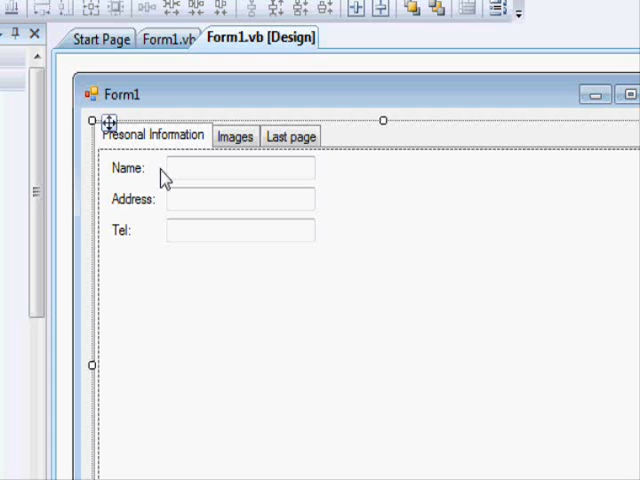 Start Page Form1.vb Form1.vb [Design]
Form1
Presonal Information Images Last page
Name:
Address:
Tel: